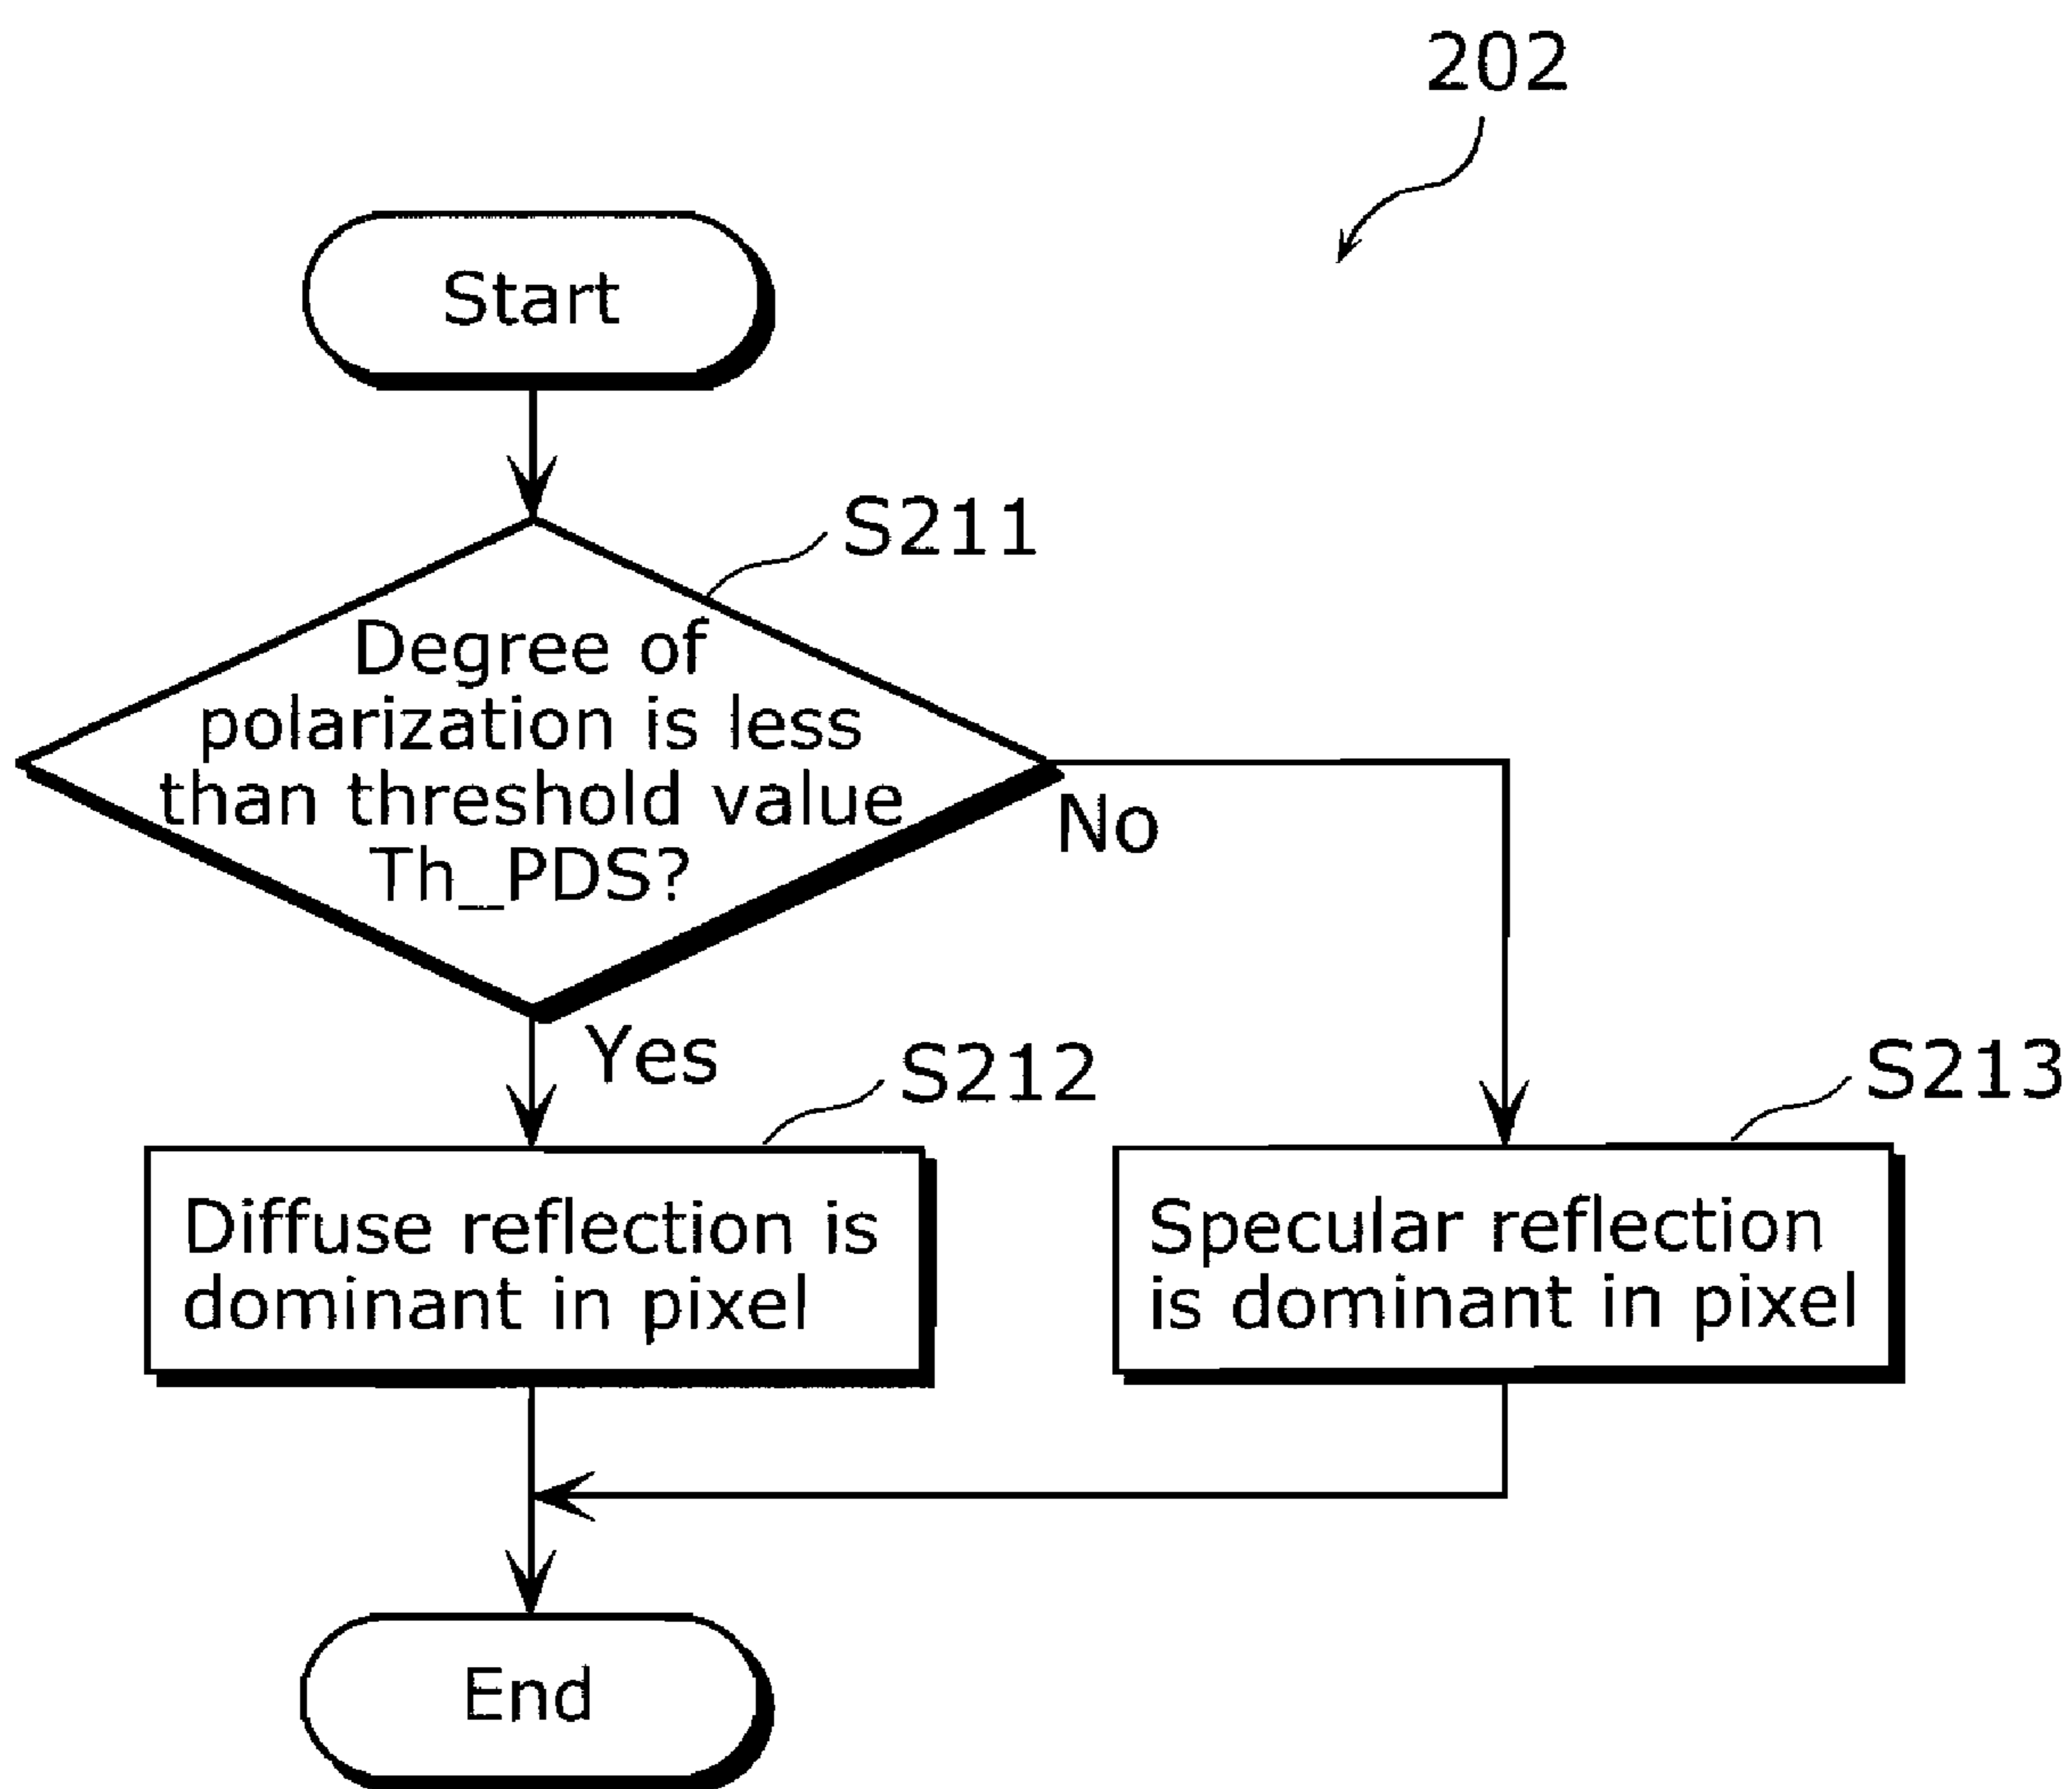 202
Start
S211
Degree of
polarization is less
than threshold value
Th_PDS?
No
Yes
S212
S213
Diffuse reflection is
dominant in pixel
Specular reflection
is dominant in pixel
End